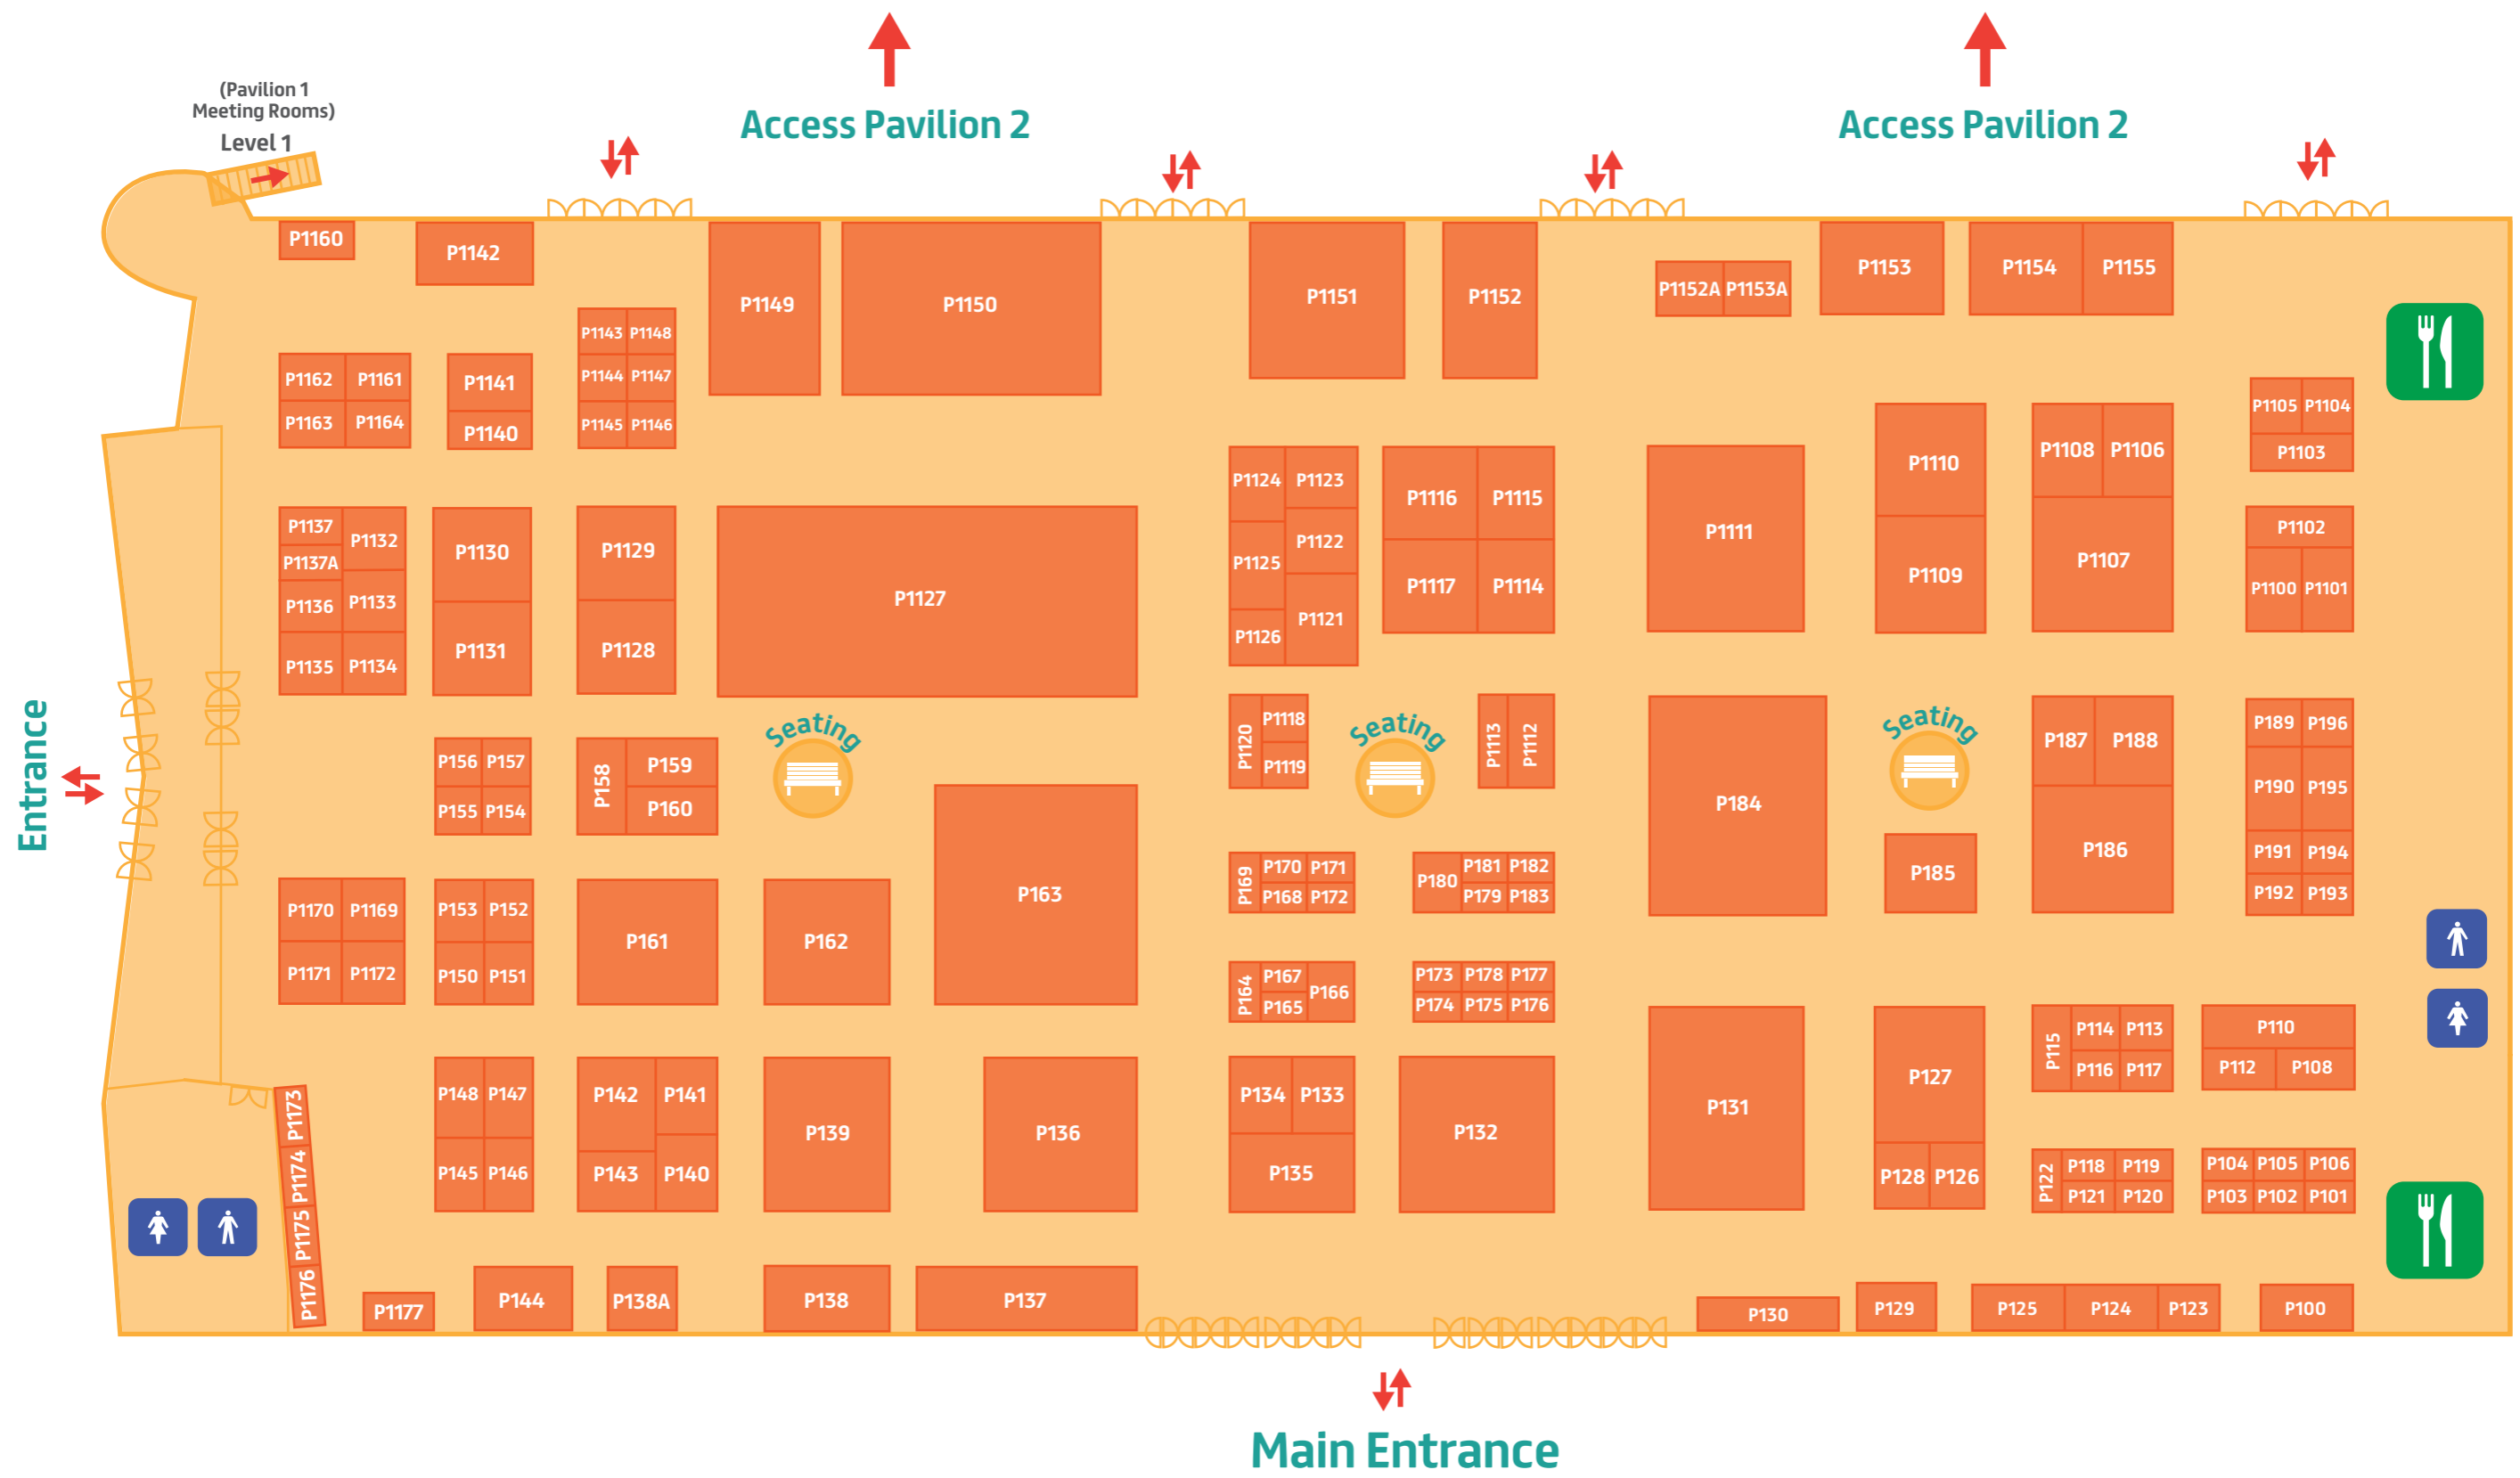 (Pavilion 1
Meeting Rooms)
Level 1
Access Pavilion 2
Access Pavilion 2
P1160
P1142
P1149
P1150
P1151
P1152
P1152A
P1153A
P1153
P1154
P1155
P1143
P1148
P1144
P1147
P1145
P1146
P1162
P1161
P1163
P1164
P1141
P1140
P1105
P1104
P1103
P1124
P1123
P1122
P1125
P1121
P1126
P1116
P1115
P1117
P1114
P1111
P1110
P1109
P1108
P1106
P1107
P1102
P1100
P1101
P1137
P1132
P1137A
P1136
P1133
P1135
P1134
P1130
P1131
P1129
P1128
P1127
Entrance
P156
P157
P155
P154
P158
P159
P160
Seating
P163
P1120
P1118
P1119
Seating
P1113
P1112
P184
Seating
P185
P187
P188
P186
P189
P196
P190
P195
P191
P194
P192
P193
P1170
P1169
P1171
P1172
P153
P152
P150
P151
P161
P162
P169
P170
P171
P168
P172
P180
P181
P182
P179
P183
P164
P167
P165
P166
P173
P178
P177
P174
P175
P176
P1173
P1174
P1175
P1176
P148
P147
P145
P146
P142
P141
P143
P140
P139
P136
P134
P133
P135
P132
P131
P127
P128
P126
P115
P114
P113
P116
P117
P110
P112
P108
P122
P118
P119
P121
P120
P104
P105
P106
P103
P102
P101
P1177
P144
P138A
P138
P137
P130
P129
P125
P124
P123
P100
Main Entrance